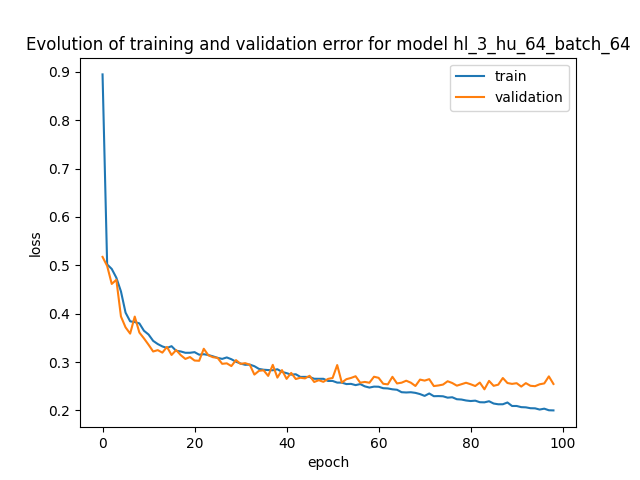 Evolution of training and validation error for model hl_3_hu_64_batch_64
train
validation
0.9
0.8
0.7
0.6
0.5
0.4
0.3
0.2
loss
0
20
40
60
80
100
epoch